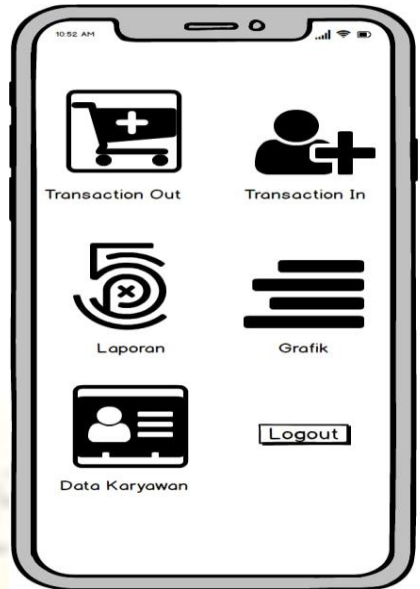 10:52 AM
Transaction Out
Transaction In
Laporan
Grafik
Data Karyawan
Logout